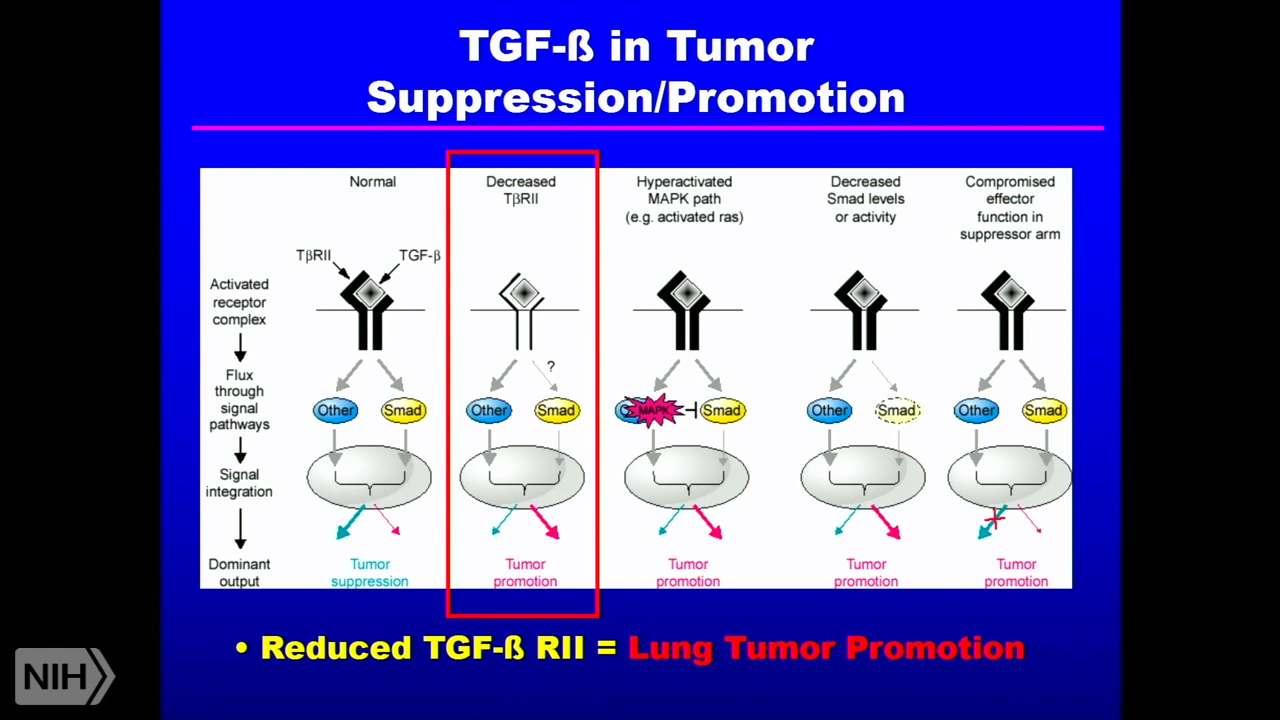 TGF-ß in Tumor
Suppression/Promotion
Normal
Decreased
TβRII
Hyperactivated
MAPK path
(e.g. activated ras)
Decreased
Smad levels
or activity
Compromised
effector
function in
suppressor arm
TβRII
TGF-β
Activated
receptor
complex
?
Flux
through
signal
pathways
Other
Smad
Other
Smad
MAPK
Smad
Other
Smad
Other
Smad
Signal
integration
Dominant
output
Tumor
suppression
Tumor
promotion
Tumor
promotion
Tumor
promotion
Tumor
promotion
• Reduced TGF-ß RII = Lung Tumor Promotion
NIH